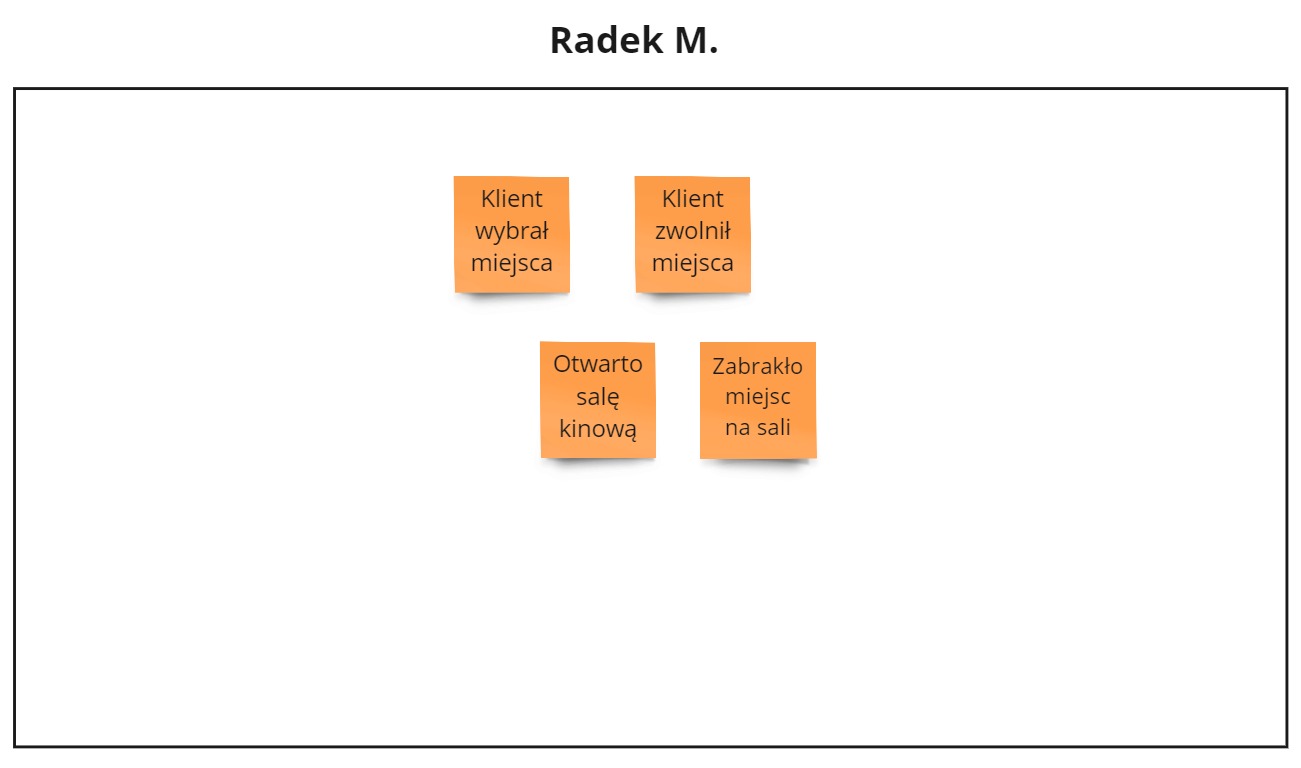 Radek M.
Klient
wybrał
miejsca
Klient
zwolnił
miejsca
Otwarto
salę
kinową
Zabrakło
miejsc
na sali